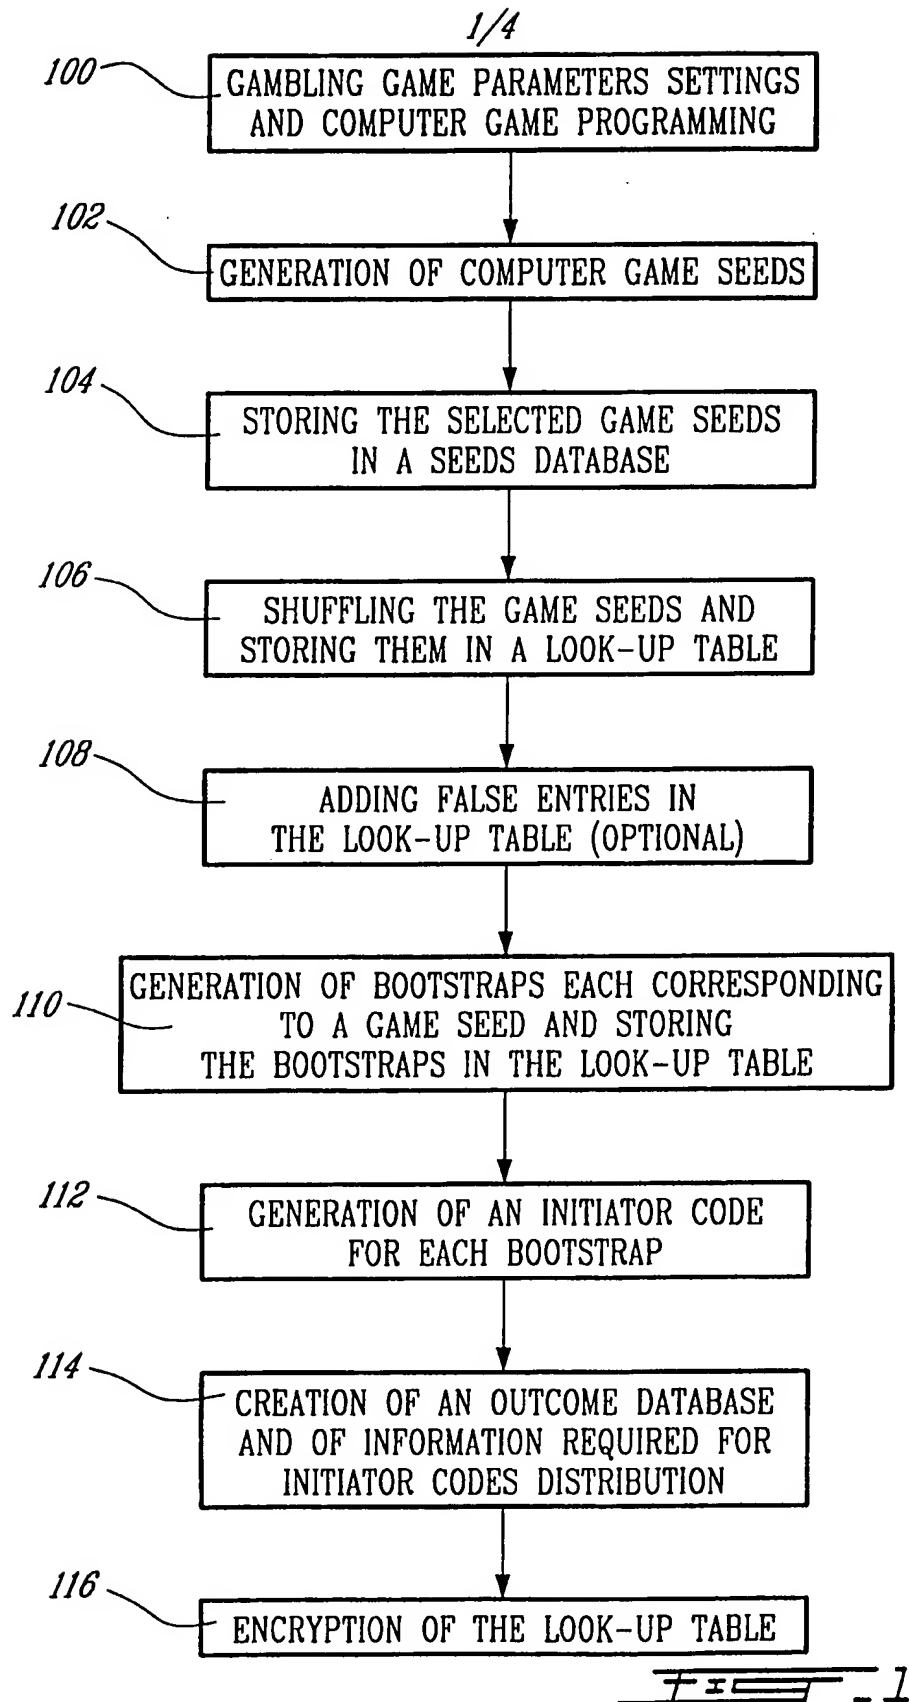 1/4
100
GAMBLING GAME PARAMETERS SETTINGS
AND COMPUTER GAME PROGRAMMING
102
GENERATION OF COMPUTER GAME SEEDS
104
STORING THE SELECTED GAME SEEDS
IN A SEEDS DATABASE
106
SHUFFLING THE GAME SEEDS AND
STORING THEM IN A LOOK-UP TABLE
108
ADDING FALSE ENTRIES IN
THE LOOK-UP TABLE (OPTIONAL)
110
GENERATION OF BOOTSTRAPS EACH CORRESPONDING
TO A GAME SEED AND STORING
THE BOOTSTRAPS IN THE LOOK-UP TABLE
112
GENERATION OF AN INITIATOR CODE
FOR EACH BOOTSTRAP
114
CREATION OF AN OUTCOME DATABASE
AND OF INFORMATION REQUIRED FOR
INITIATOR CODES DISTRIBUTION
116
ENCRYPTION OF THE LOOK-UP TABLE
FIG_1